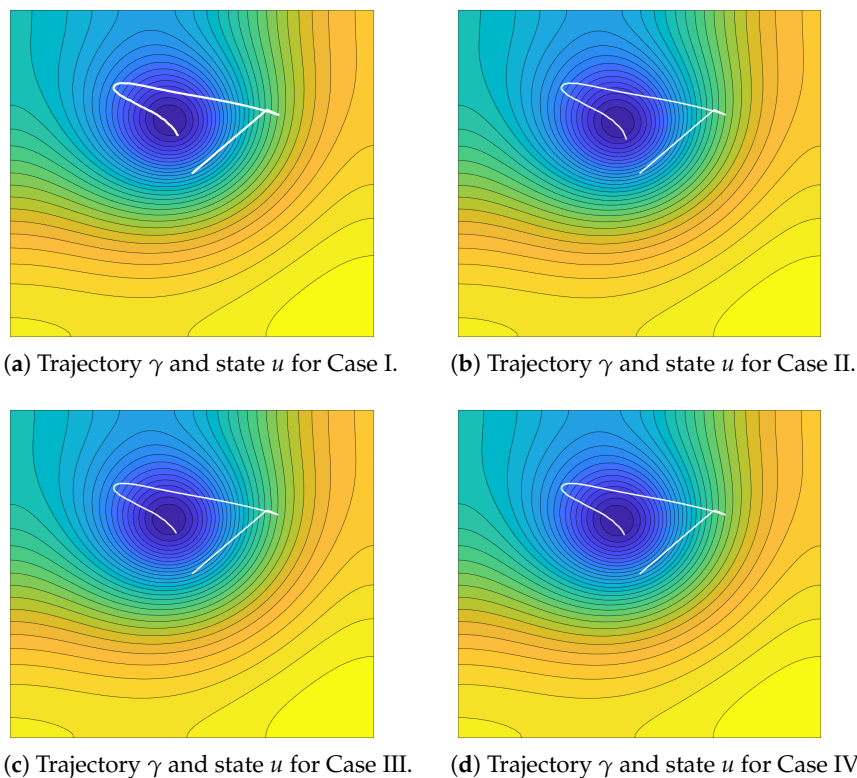 (a) Trajectory γ and state u for Case I.
(b) Trajectory γ and state u for Case II.
(c) Trajectory γ and state u for Case III.
(d) Trajectory γ and state u for Case IV